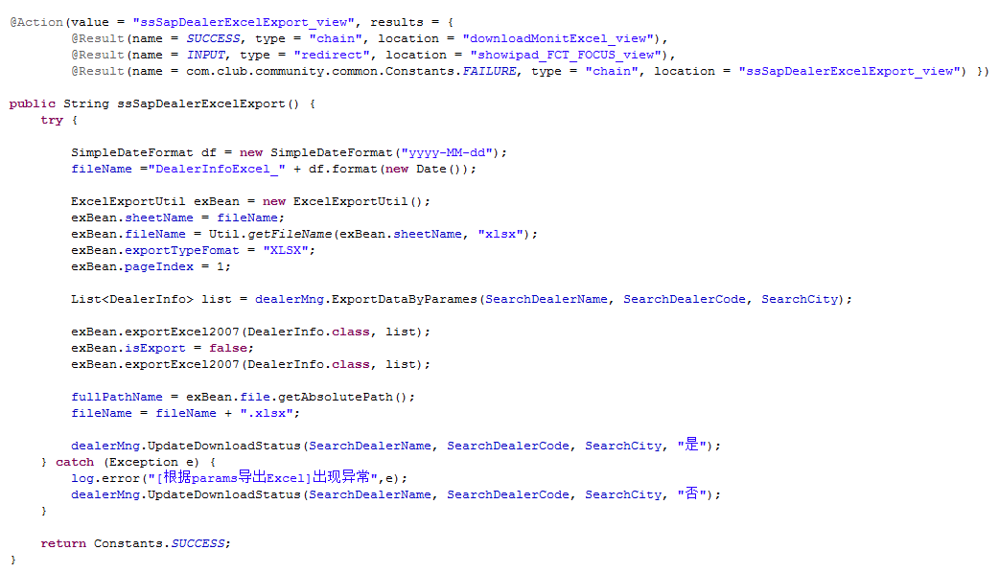 @Action(value = "ssSapDealerExcelExport_view", results = {
@Result(name = SUCCESS, type = "chain", location = "downloadMonitExcel_view"),
@Result(name = INPUT, type = "redirect", location = "showipad_FCT_FOCUS_view"),
@Result(name = com.club.community.common.Constants.FAILURE, type = "chain", location = "ssSapDealerExcelExport_view") })
public String ssSapDealerExcelExport() {
try {
SimpleDateFormat df = new SimpleDateFormat("yyyy-MM-dd");
fileName ="DealerInfoExcel_" + df.format(new Date());
ExcelExportUtil exBean = new ExcelExportUtil();
exBean.sheetName = fileName;
exBean.fileName = Util.getFileName(exBean.sheetName, "xlsx");
exBean.exportTypeFomat = "XLSX";
exBean.pageIndex = 1;
List<DealerInfo> list = dealerMng.ExportDataByParames(SearchDealerName, SearchDealerCode, SearchCity);
exBean.exportExcel2007(DealerInfo.class, list);
exBean.isExport = false;
exBean.exportExcel2007(DealerInfo.class, list);
fullPathName = exBean.file.getAbsolutePath();
fileName = fileName + ".xlsx";
dealerMng.UpdateDownloadStatus(SearchDealerName, SearchDealerCode, SearchCity, "是");
} catch (Exception e) {
log.error("[根据params导出Excel]出现异常",e);
dealerMng.UpdateDownloadStatus(SearchDealerName, SearchDealerCode, SearchCity, "否");
}
return Constants.SUCCESS;
}